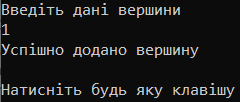 Введіть дані вершини
1
Успішно додано вершину
Натисніть будь яку клавішу